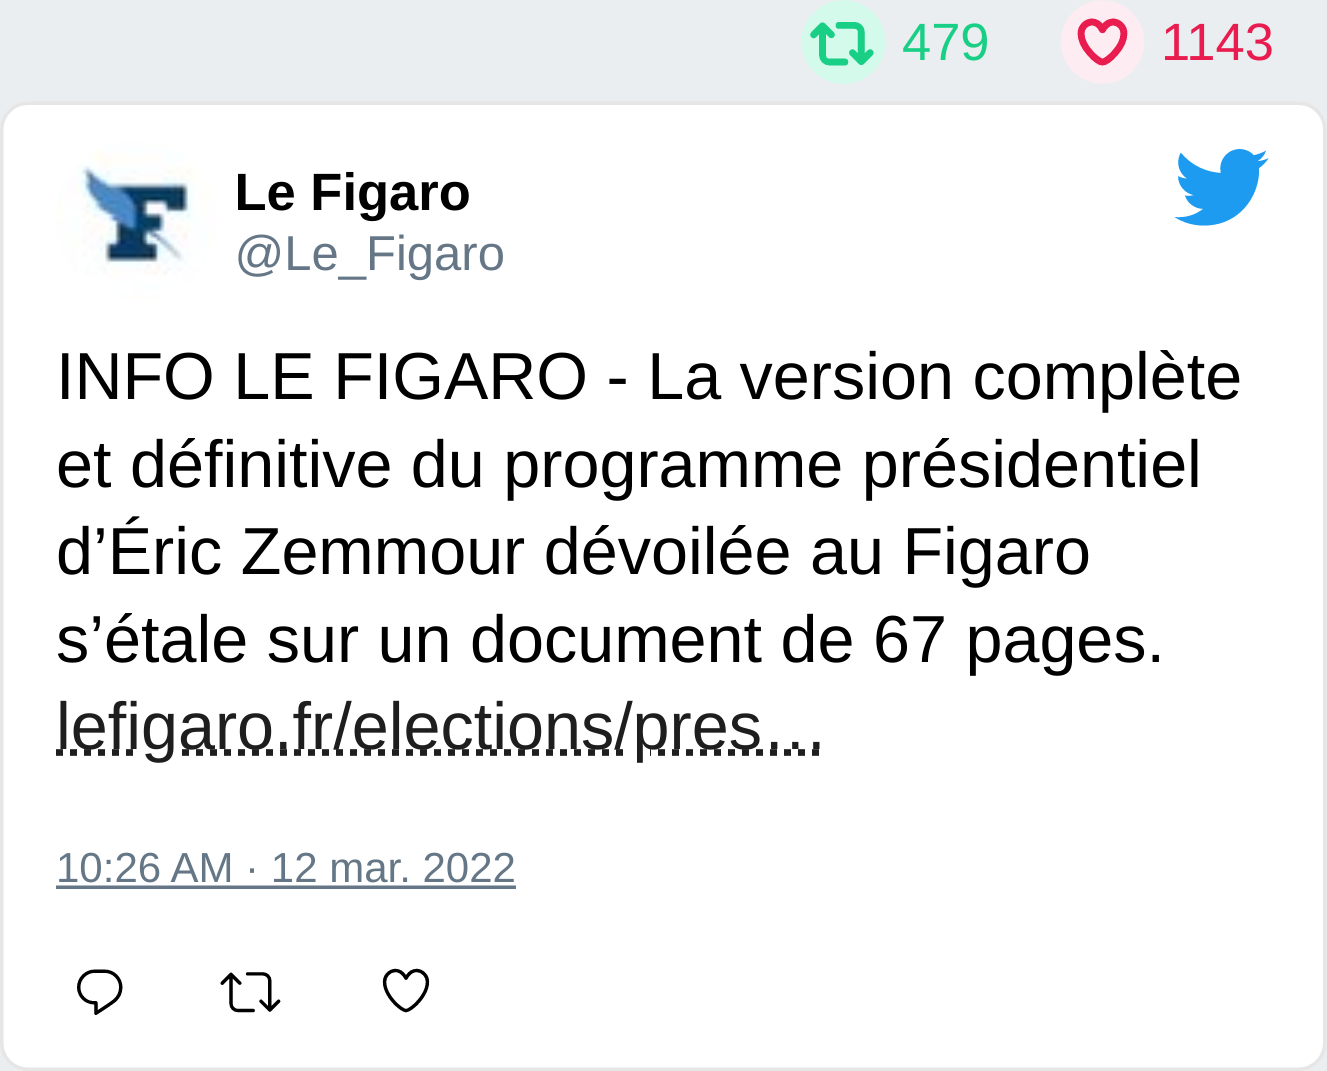 479 1143
Le Figaro
@Le_Figaro
INFO LE FIGARO - La version complète
et définitive du programme présidentiel
d’Éric Zemmour dévoilée au Figaro
s’étale sur un document de 67 pages.
lefigaro.fr/elections/pres…
10:26 AM · 12 mar. 2022